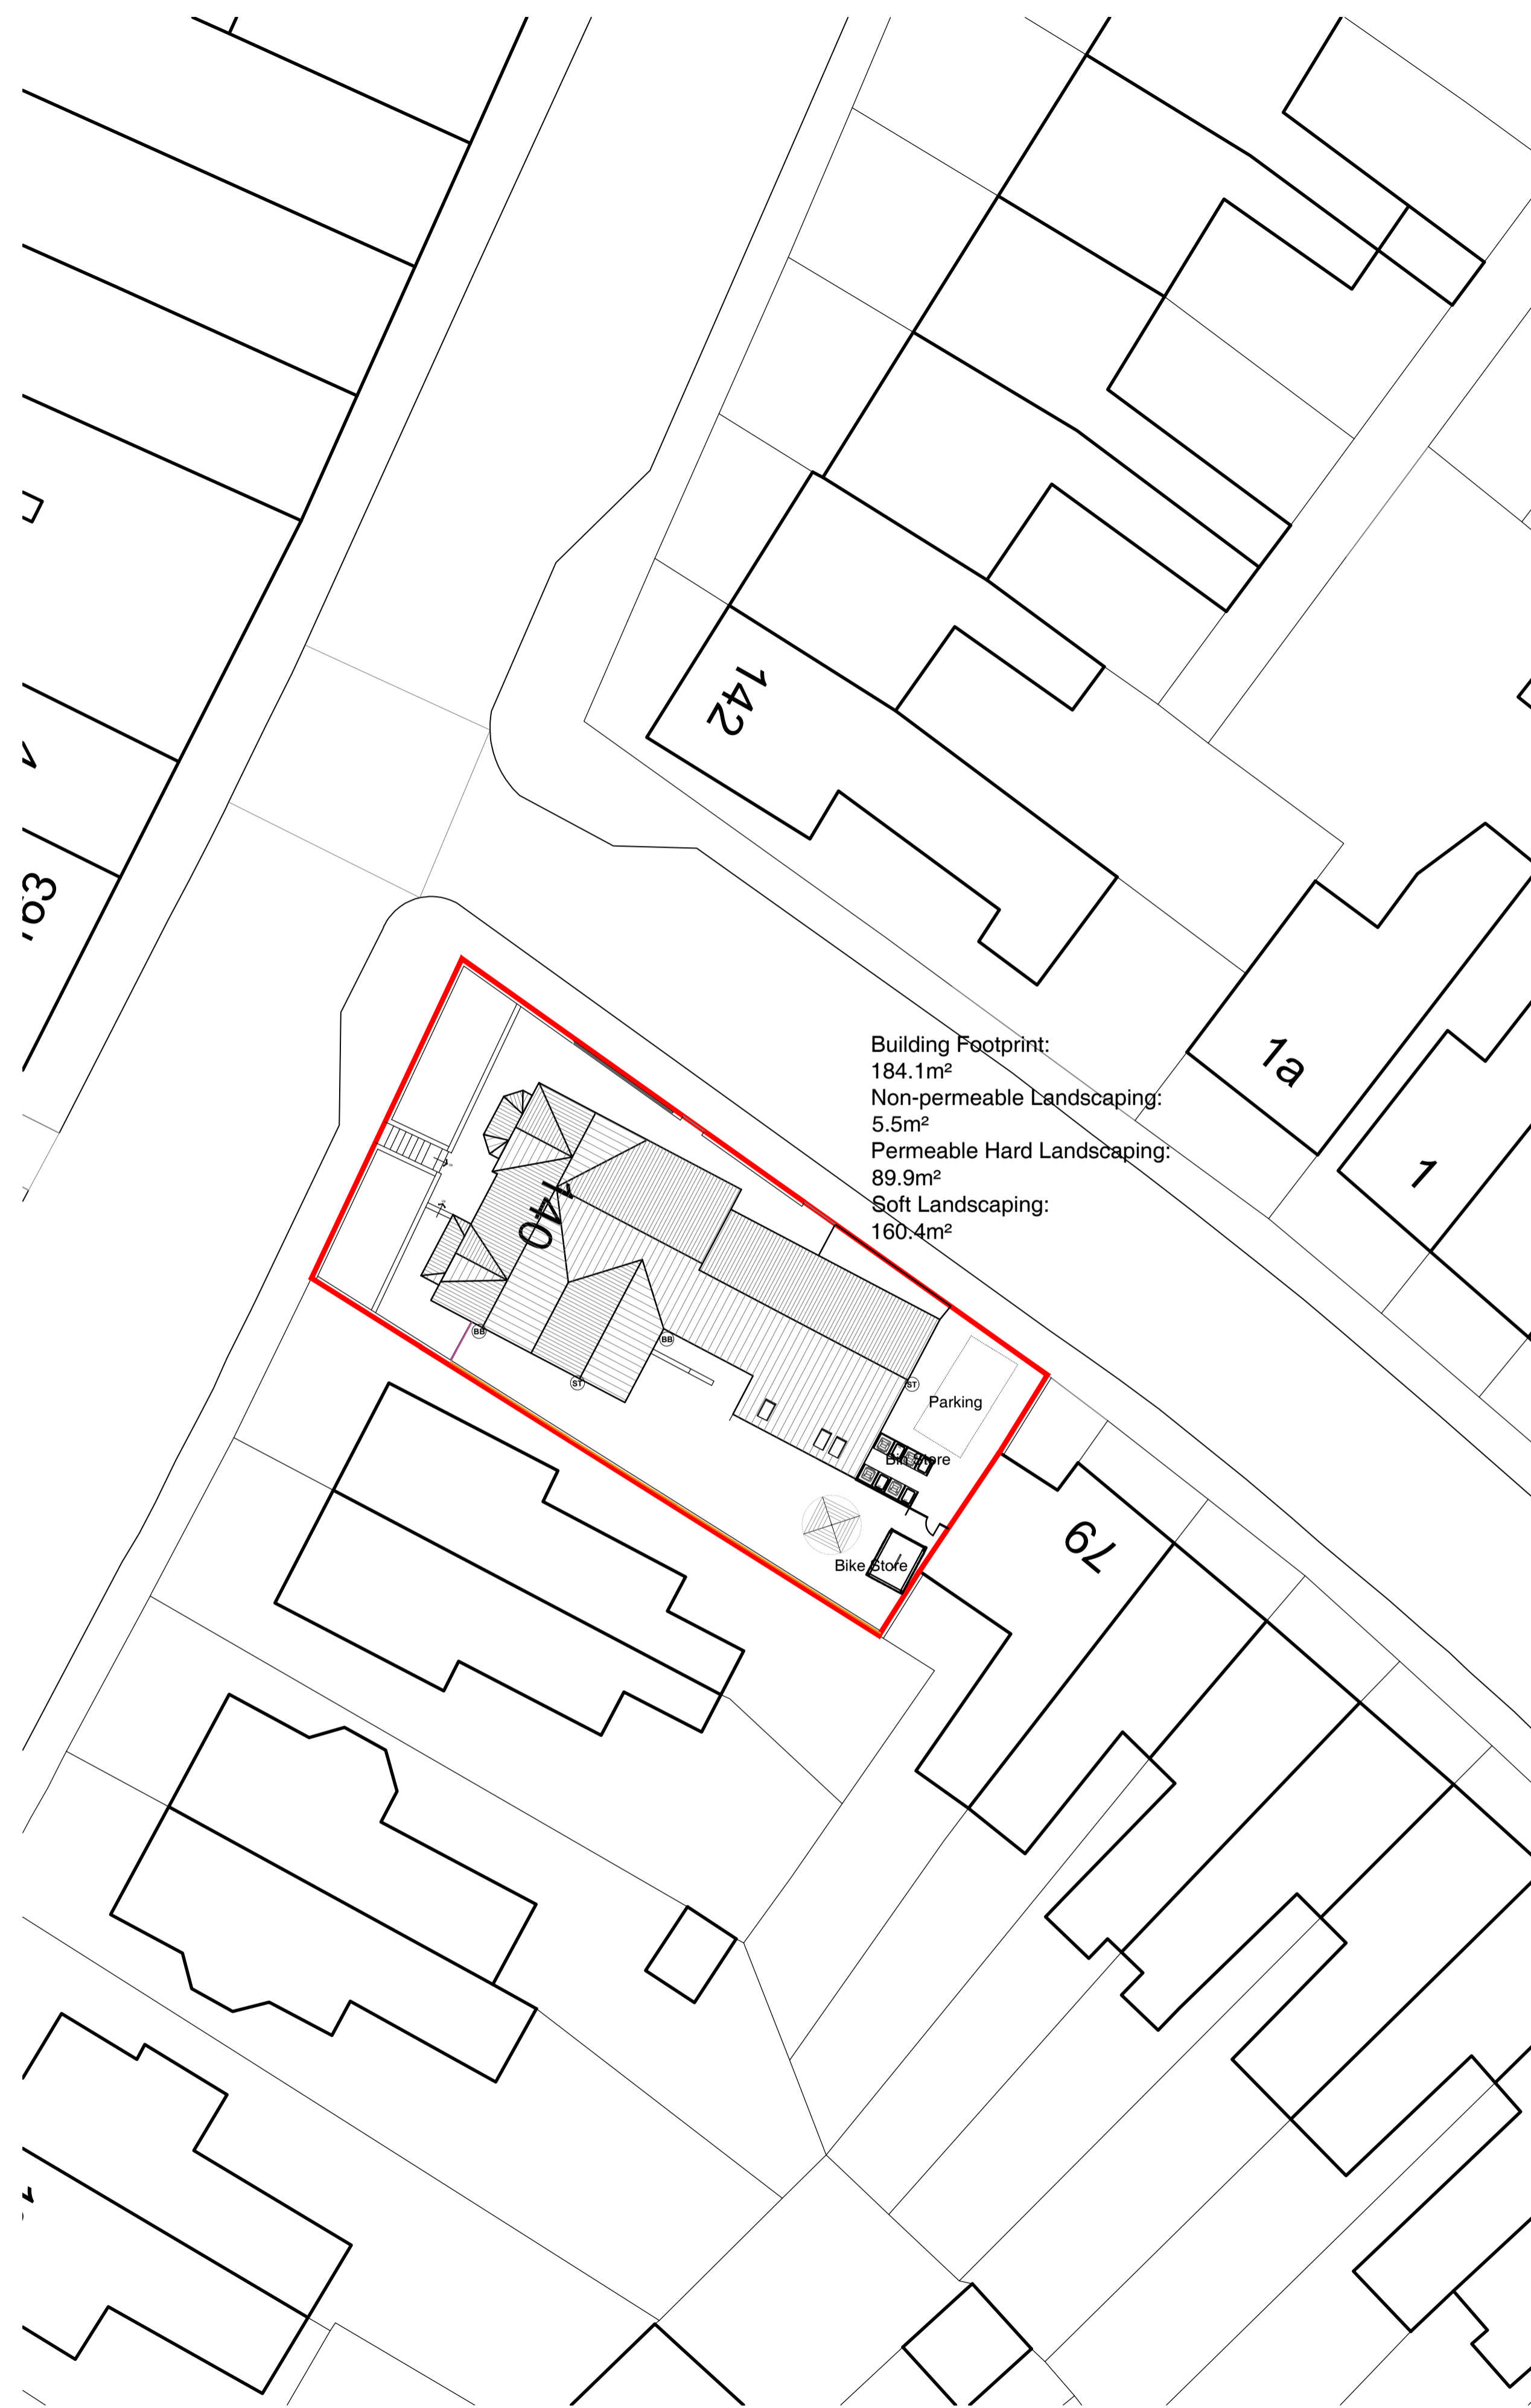 142
Building Footprint:
184.1m²
Non-permeable Landscaping:
5.5m²
Permeable Hard Landscaping:
89.9m²
Soft Landscaping:
160.4m²
1a
1
140
BB
BB
ST
ST
Parking
Bin Store
Bike Store
79